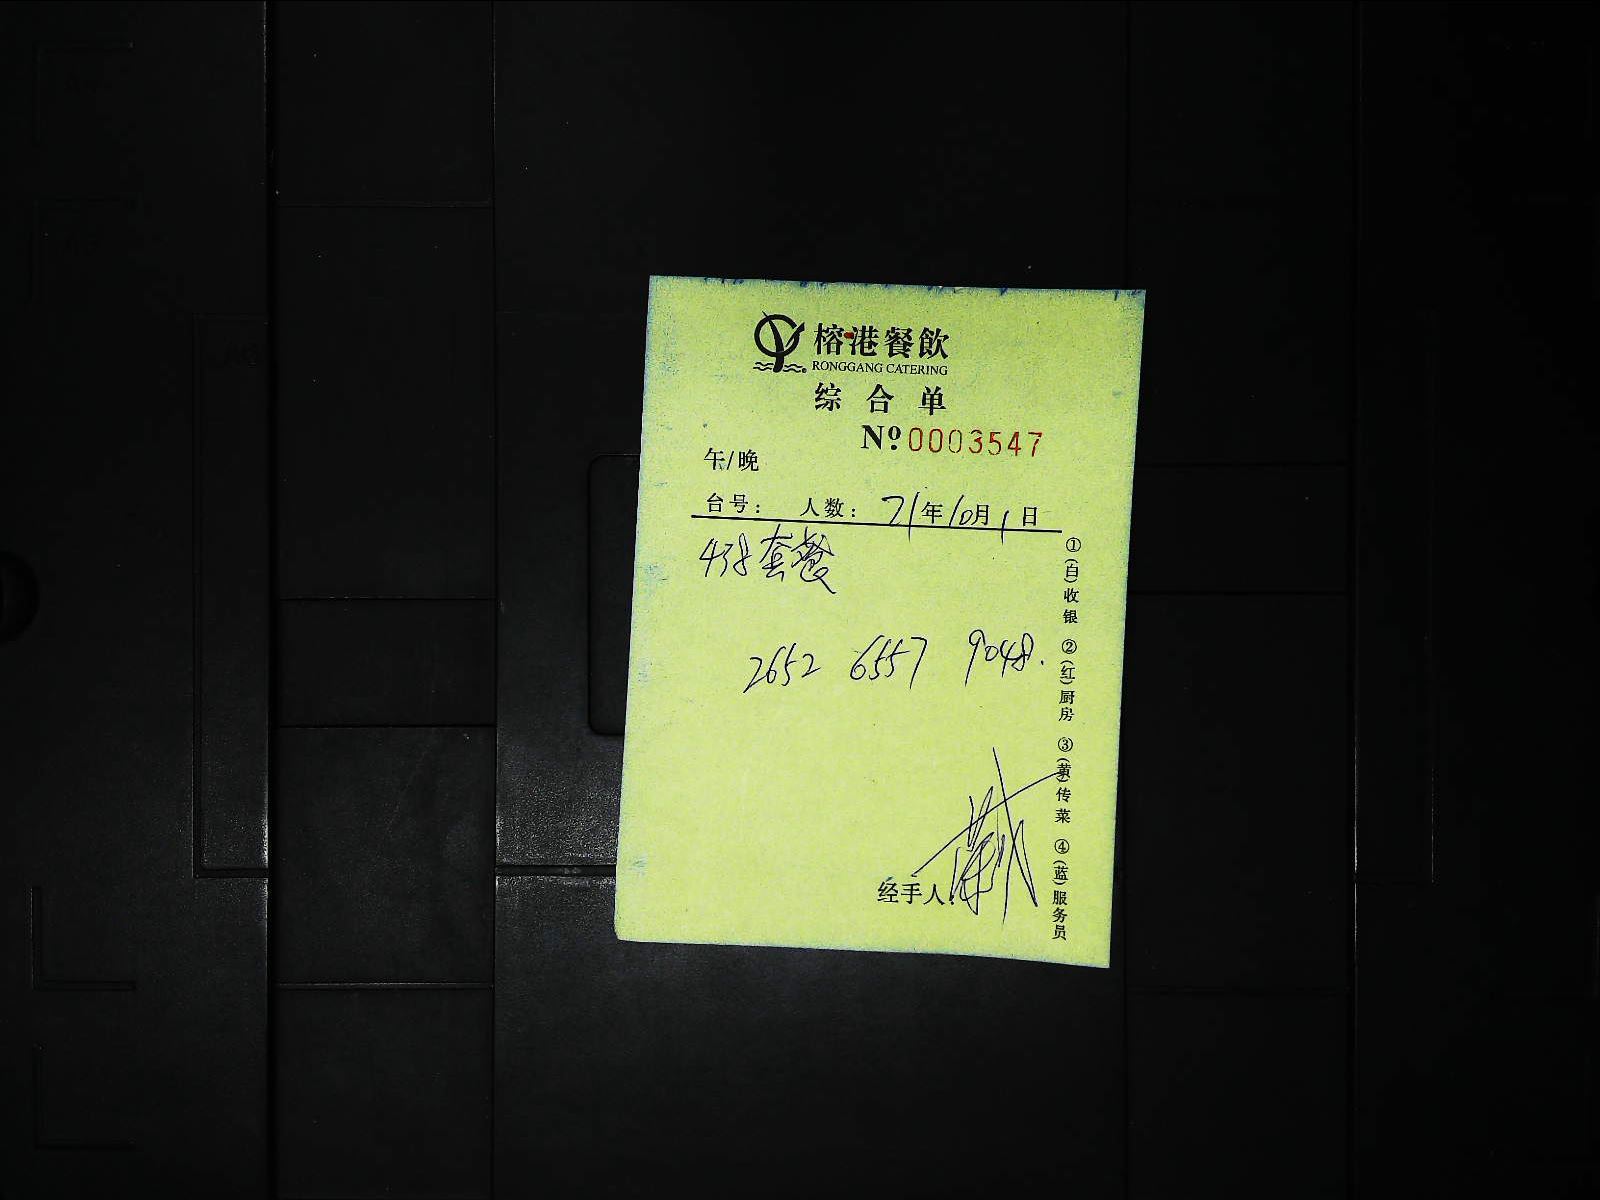 榕港餐飲
RONGGANG CATERING
综合单
Nº 0003547
午/晚
台号: 人数: 21年10月1日
438套餐
2652 6557 9048.
经手人:
①(白)收银 ②(红)厨房 ③(黄)传菜 ④(蓝)服务员